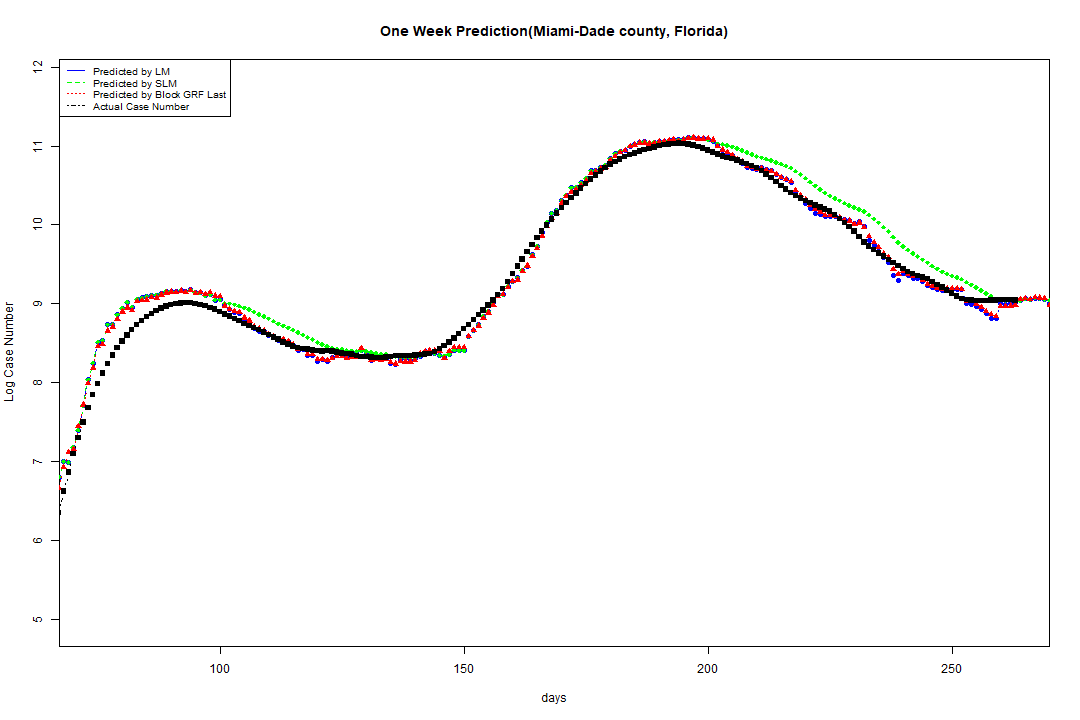 One Week Prediction(Miami-Dade county, Florida)
Predicted by LM
Predicted by SLM
Predicted by Block GRF Last
Actual Case Number
12
11
10
9
8
7
6
5
Log Case Number
100 150 200 250
days